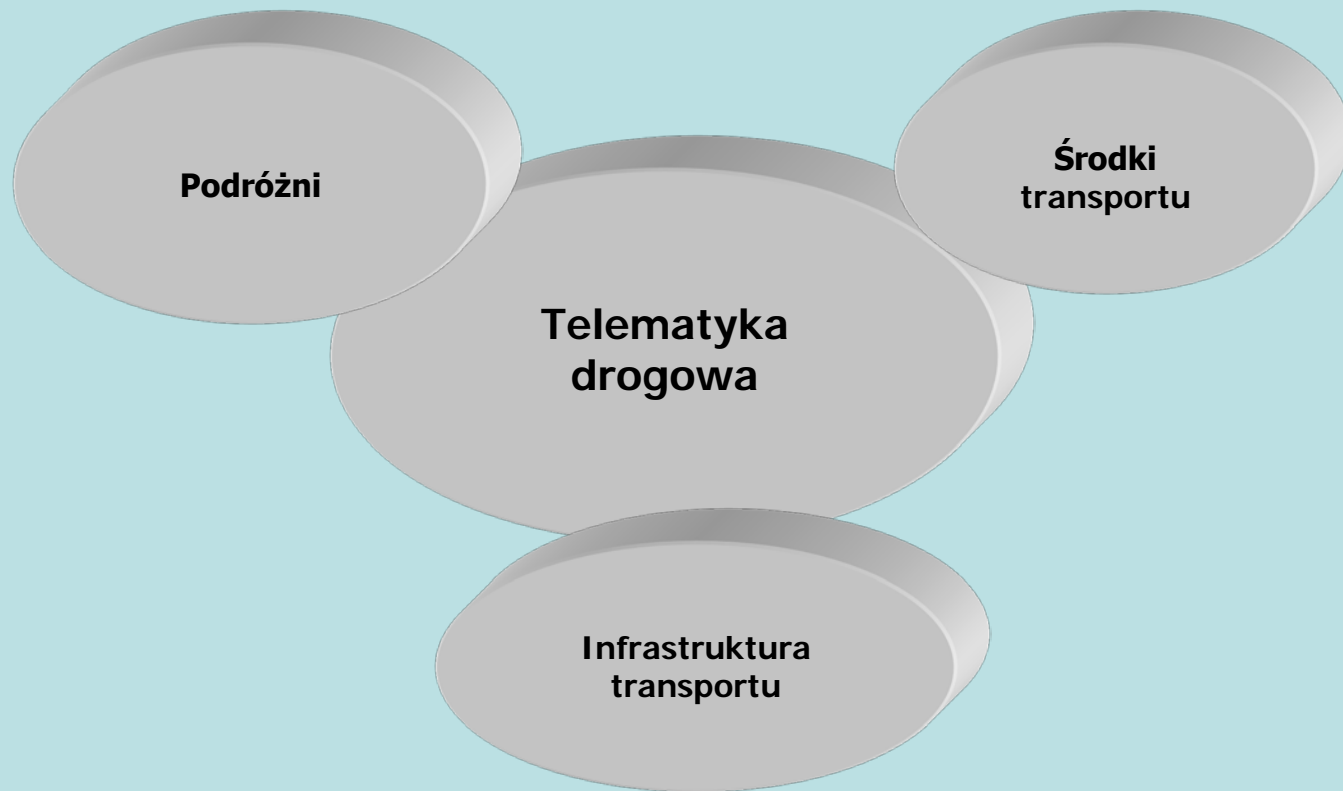 Podróżni
Środki
transportu
Telematyka
drogowa
Infrastruktura
transportu